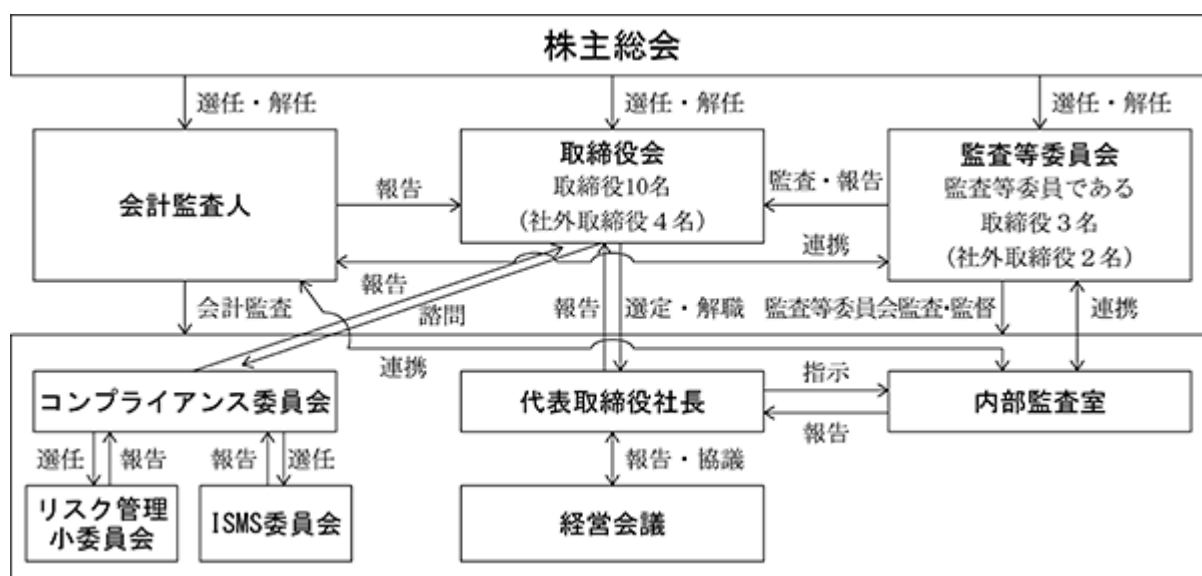 株主総会
選任・解任
選任・解任
選任・解任
会計監査人
報告
取締役会
取締役10名
(社外取締役4名)
監査・報告
監査等委員会
監査等委員である
取締役3名
(社外取締役2名)
連携
会計監査
報告
諮問
報告
選定・解職
監査等委員会監査・監督
連携
連携
コンプライアンス委員会
代表取締役社長
指示
報告
内部監査室
選任
報告
報告
選任
報告・協議
リスク管理
小委員会
ISMS委員会
経営会議